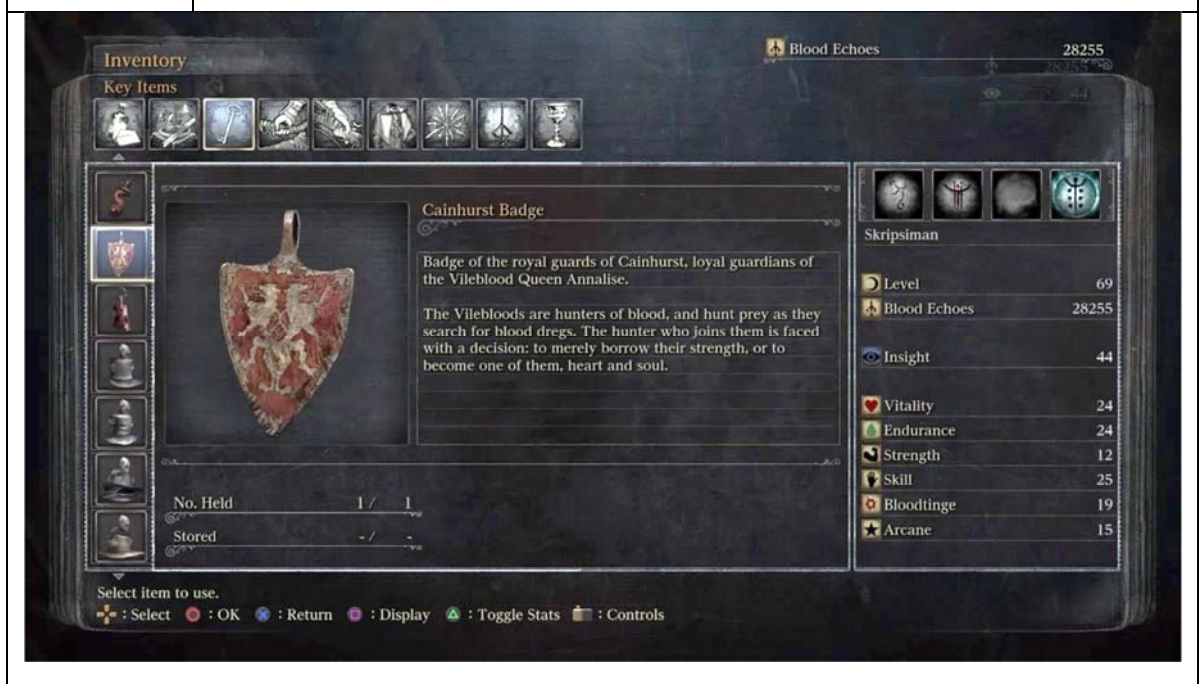 Inventory
Key Items
Blood Echoes 28255
28255
44
Cainhurst Badge
Badge of the royal guards of Cainhurst, loyal guardians of
the Vileblood Queen Annalise.
The Vilebloods are hunters of blood, and hunt prey as they
search for blood dregs. The hunter who joins them is faced
with a decision: to merely borrow their strength, or to
become one of them, heart and soul.
No. Held 1 / 1
Stored - / -
Skripsiman
Level 69
Blood Echoes 28255
Insight 44
Vitality 24
Endurance 24
Strength 12
Skill 25
Bloodtinge 19
Arcane 15
Select item to use.
: Select : OK : Return : Display : Toggle Stats : Controls